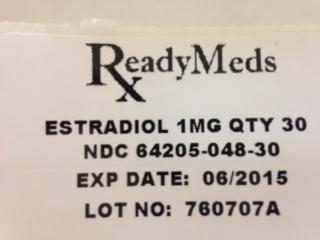 ReadyMeds
ESTRADIOL 1MG QTY 30
NDC 64205-048-30
EXP DATE: 06/2015
LOT NO: 760707A